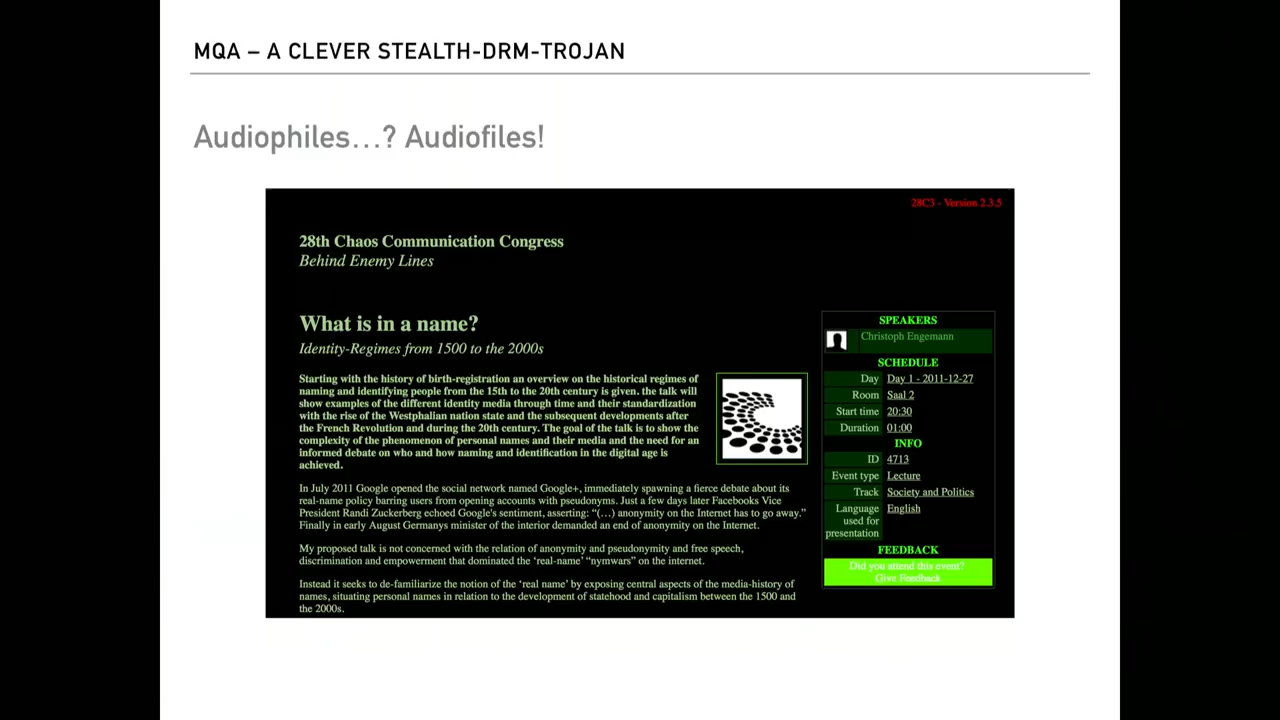 MQA – A CLEVER STEALTH-DRM-TROJAN
Audiophiles…? Audiofiles!
28C3 - Version 2.3.5
28th Chaos Communication Congress
Behind Enemy Lines
What is in a name?
Identity-Regimes from 1500 to the 2000s
Starting with the history of birth-registration an overview on the historical regimes of
naming and identifying people from the 15th to the 20th century is given. the talk will
show examples of the different identity media through time and their standardization
with the rise of the Westphalian nation state and the subsequent developments after
the French Revolution and during the 20th century. The goal of the talk is to show the
complexity of the phenomenon of personal names and their media and the need for an
informed debate on who and how naming and identification in the digital age is
achieved.
In July 2011 Google opened the social network named Google+, immediately spawning a fierce debate about its
real-name policy barring users from opening accounts with pseudonyms. Just a few days later Facebooks Vice
President Randi Zuckerberg echoed Google's sentiment, asserting: “(…) anonymity on the Internet has to go away.”
Finally in early August Germanys minister of the interior demanded an end of anonymity on the Internet.
My proposed talk is not concerned with the relation of anonymity and pseudonymity and free speech,
discrimination and empowerment that dominated the ‘real-name’ “nymwars” on the internet.
Instead it seeks to de-familiarize the notion of the ‘real name’ by exposing central aspects of the media-history of
names, situating personal names in relation to the development of statehood and capitalism between the 1500 and
the 2000s.
SPEAKERS
Christoph Engemann
SCHEDULE
Day Day 1 - 2011-12-27
Room Saal 2
Start time 20:30
Duration 01:00
INFO
ID 4713
Event type Lecture
Track Society and Politics
Language English
used for
presentation
FEEDBACK
Did you attend this event?
Give Feedback